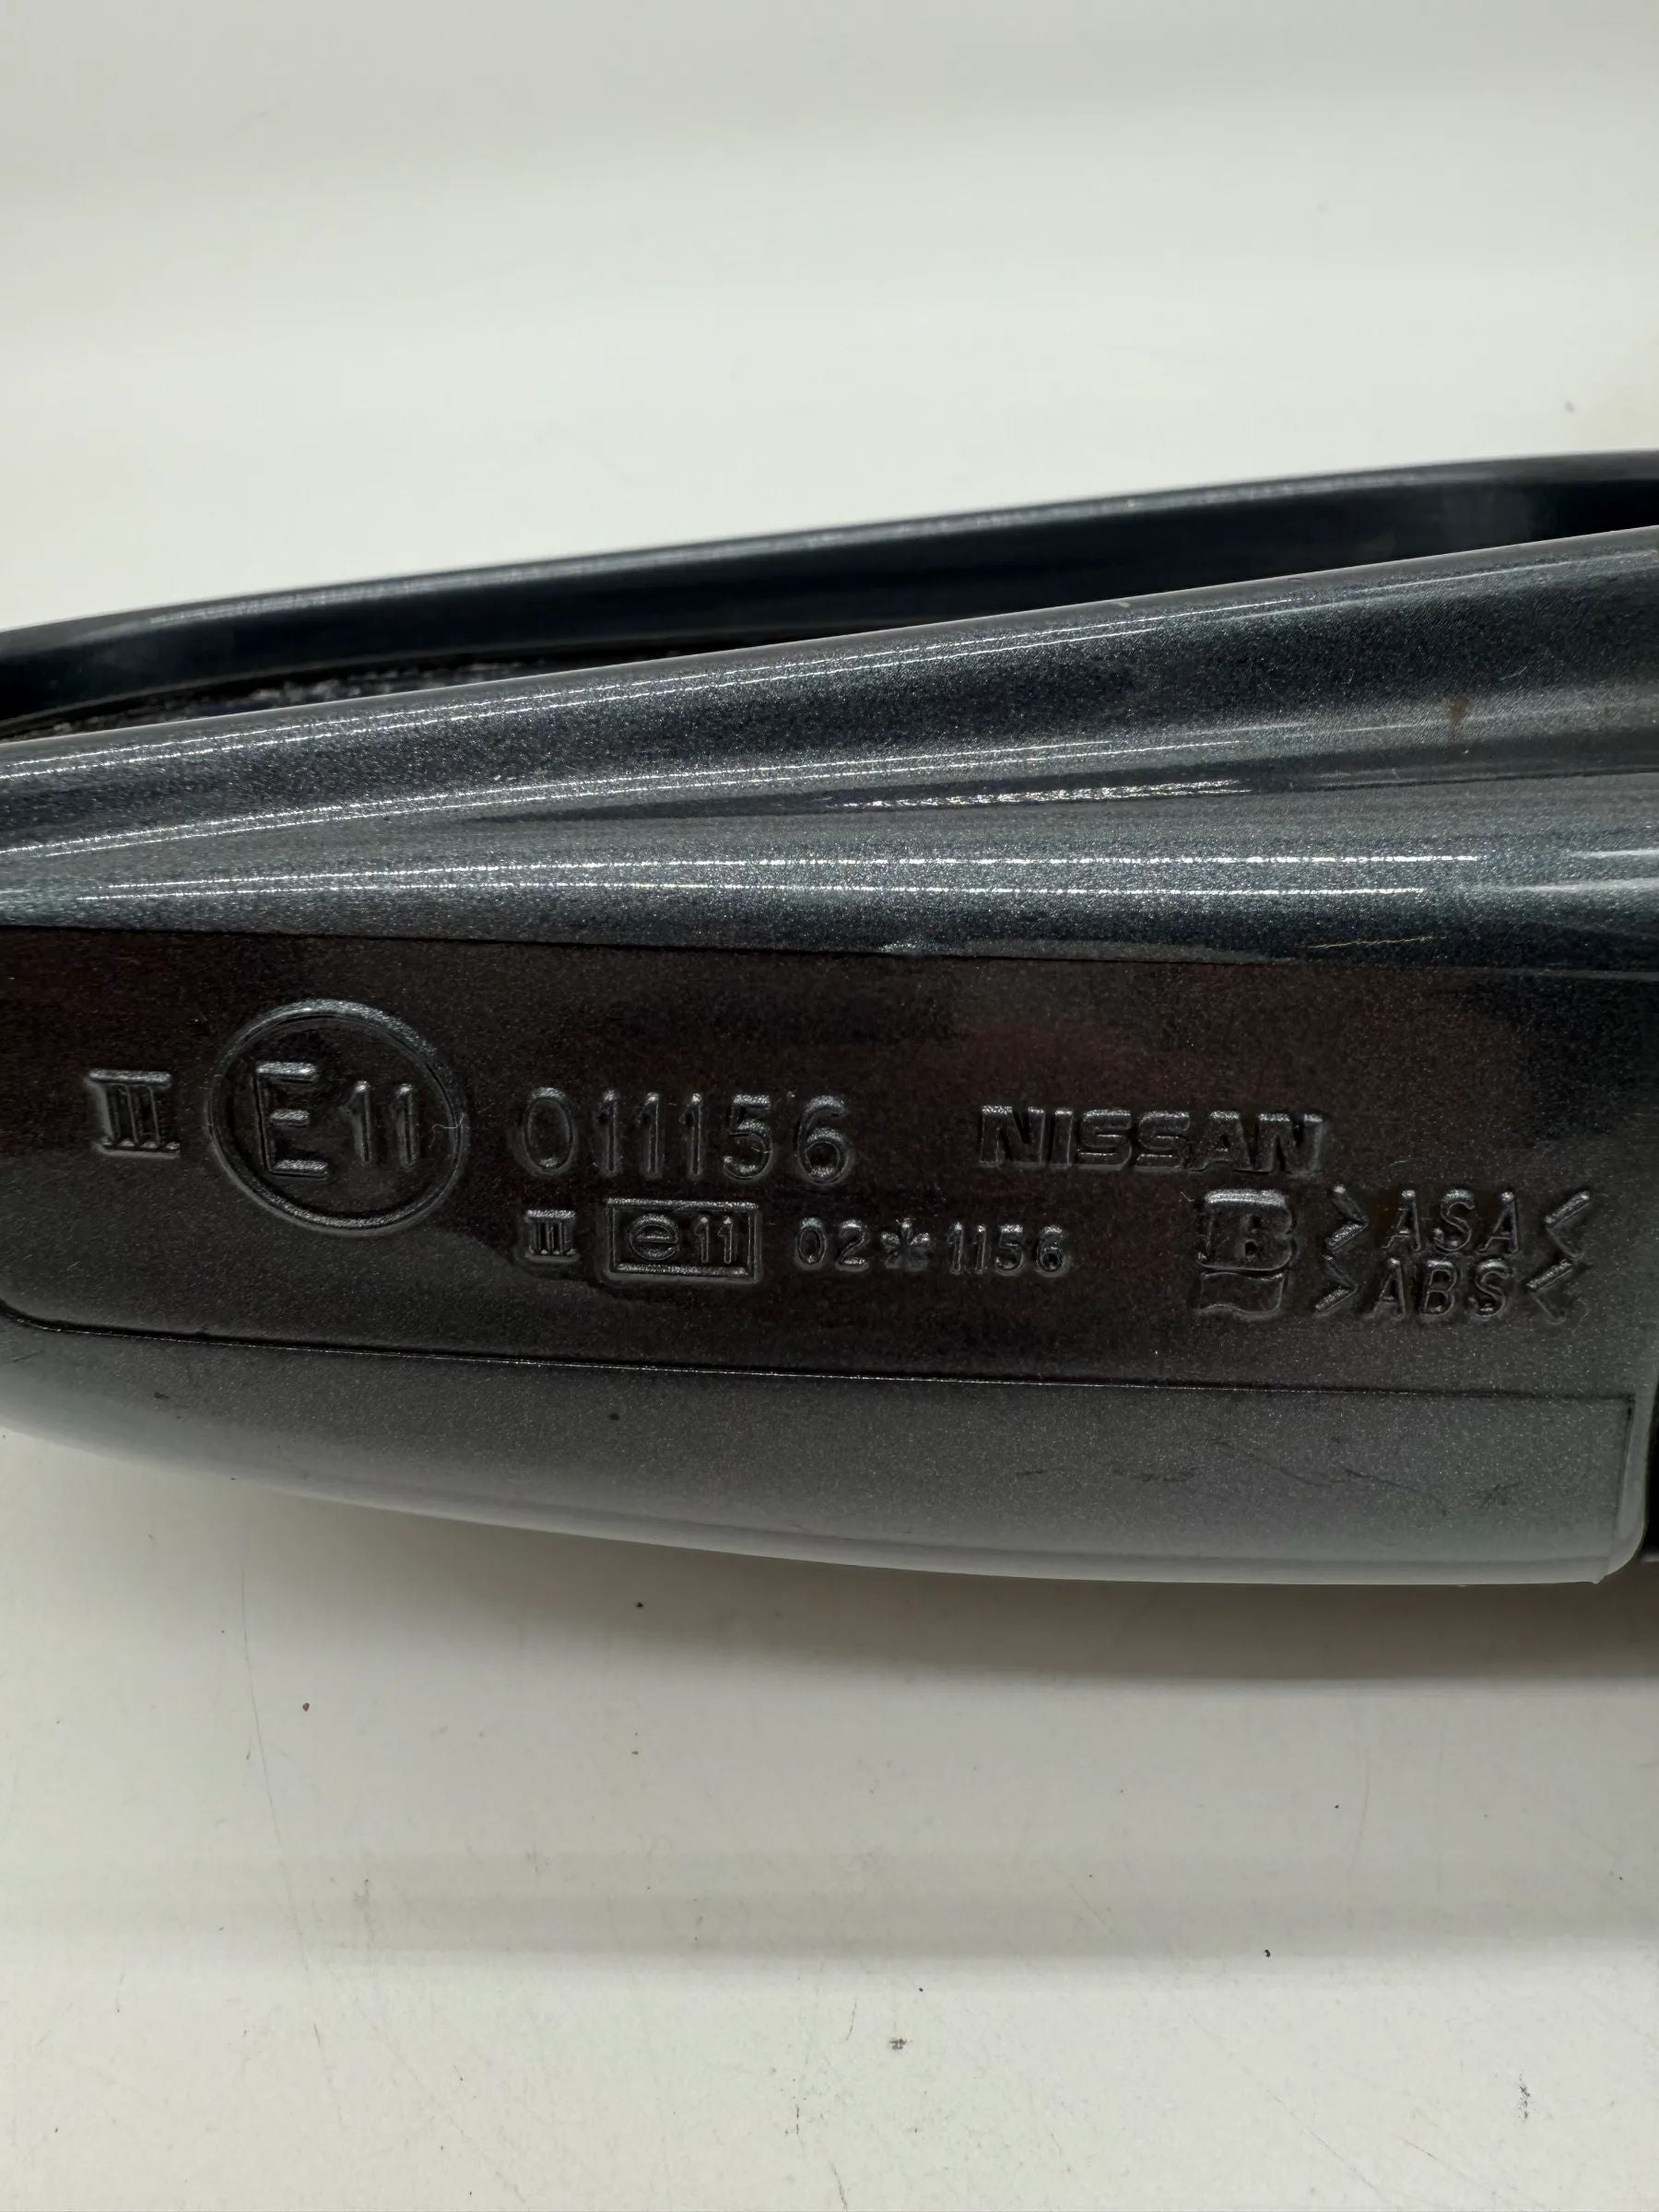 III E11 011156 NISSAN
III e11 02*1156 B >ASA<
>ABS<